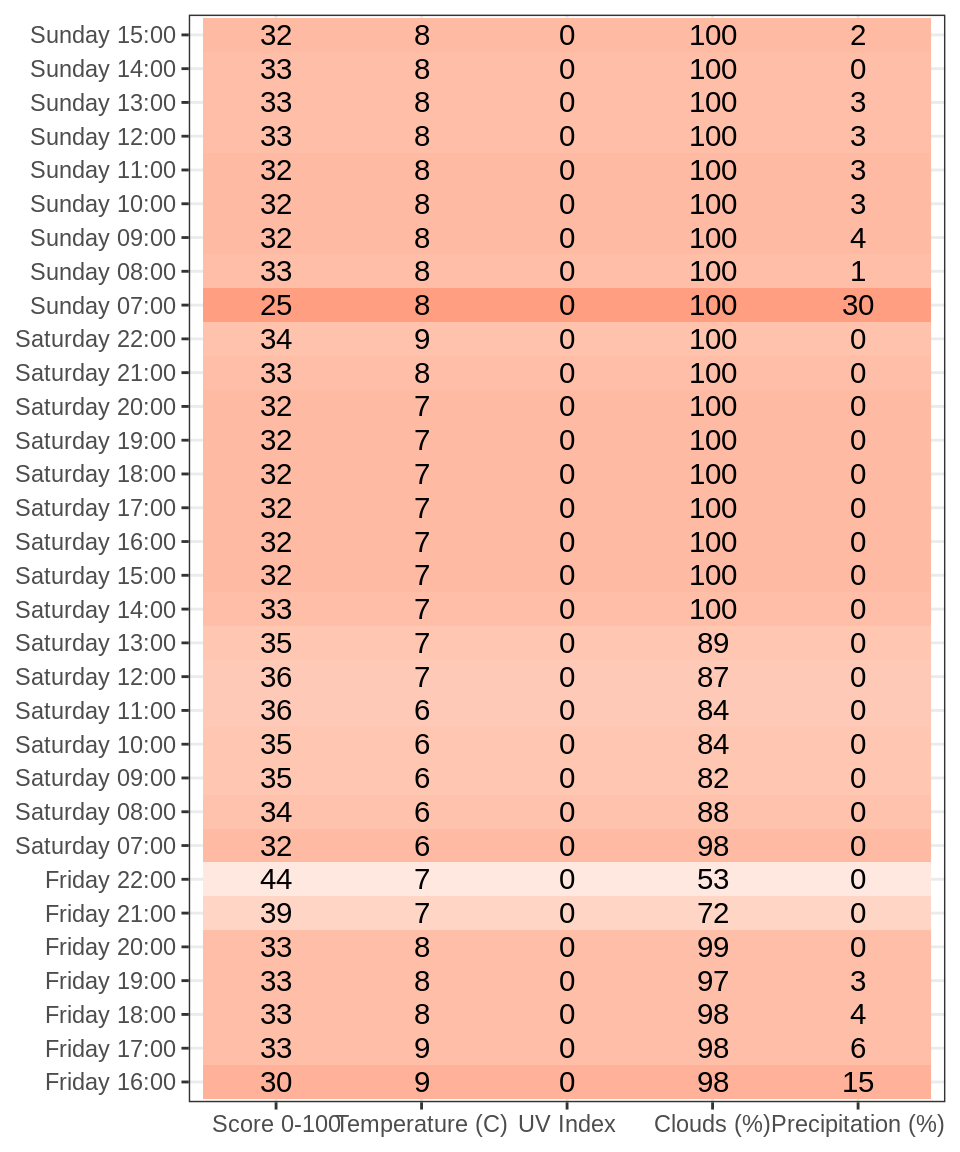 Sunday 15:00 32 8 0 100 2
Sunday 14:00 33 8 0 100 0
Sunday 13:00 33 8 0 100 3
Sunday 12:00 33 8 0 100 3
Sunday 11:00 32 8 0 100 3
Sunday 10:00 32 8 0 100 3
Sunday 09:00 32 8 0 100 4
Sunday 08:00 33 8 0 100 1
Sunday 07:00 25 8 0 100 30
Saturday 22:00 34 9 0 100 0
Saturday 21:00 33 8 0 100 0
Saturday 20:00 32 7 0 100 0
Saturday 19:00 32 7 0 100 0
Saturday 18:00 32 7 0 100 0
Saturday 17:00 32 7 0 100 0
Saturday 16:00 32 7 0 100 0
Saturday 15:00 32 7 0 100 0
Saturday 14:00 33 7 0 100 0
Saturday 13:00 35 7 0 89 0
Saturday 12:00 36 7 0 87 0
Saturday 11:00 36 6 0 84 0
Saturday 10:00 35 6 0 84 0
Saturday 09:00 35 6 0 82 0
Saturday 08:00 34 6 0 88 0
Saturday 07:00 32 6 0 98 0
Friday 22:00 44 7 0 53 0
Friday 21:00 39 7 0 72 0
Friday 20:00 33 8 0 99 0
Friday 19:00 33 8 0 97 3
Friday 18:00 33 8 0 98 4
Friday 17:00 33 9 0 98 6
Friday 16:00 30 9 0 98 15
Score 0-100 Temperature (C) UV Index Clouds (%) Precipitation (%)